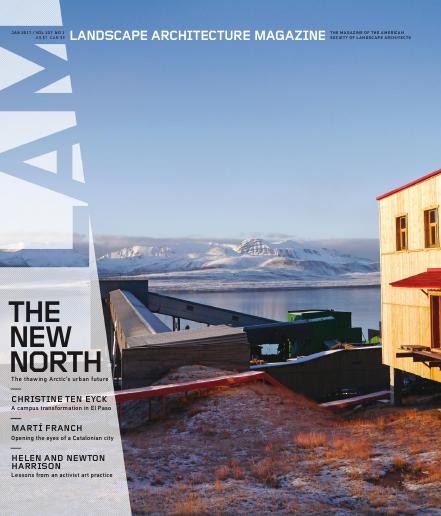 JAN 2017 / VOL 107 NO 1
LANDSCAPE ARCHITECTURE MAGAZINE
THE MAGAZINE OF THE AMERICAN
SOCIETY OF LANDSCAPE ARCHITECTS
LAM
THE
NEW
NORTH
The thawing Arctic's urban future
CHRISTINE TEN EYCK
A campus transformation in El Paso
MARTÍ FRANCH
Opening the eyes of a Catalonian city
HELEN AND NEWTON
HARRISON
Lessons from an activist art practice